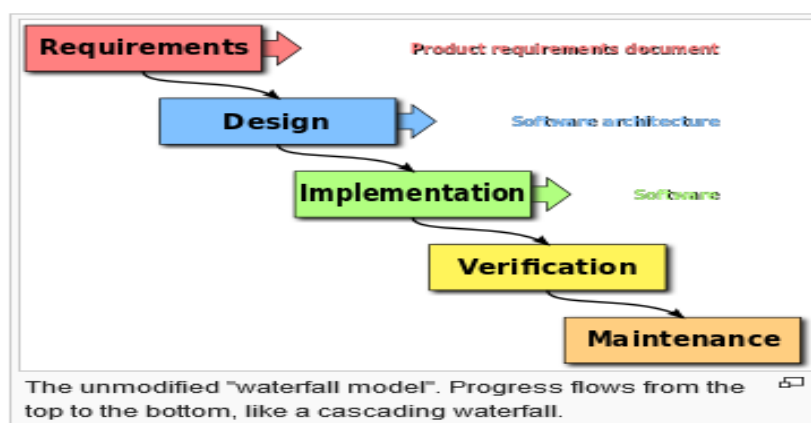 Requirements
Product requirements document
Design
Software architecture
Implementation
Software
Verification
Maintenance
The unmodified "waterfall model". Progress flows from the
top to the bottom, like a cascading waterfall.